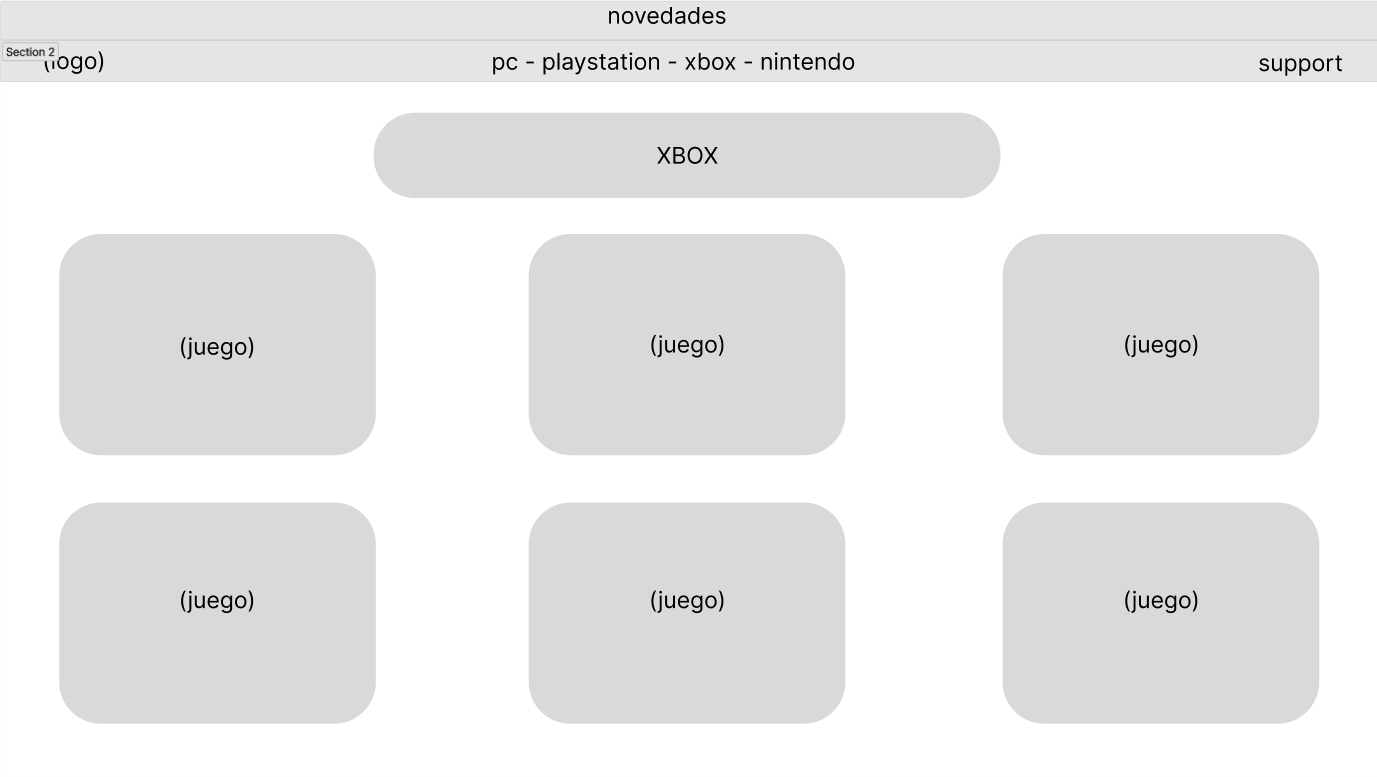 novedades
Section 2
(logo)
pc - playstation - xbox - nintendo
support
XBOX
(juego)
(juego)
(juego)
(juego)
(juego)
(juego)